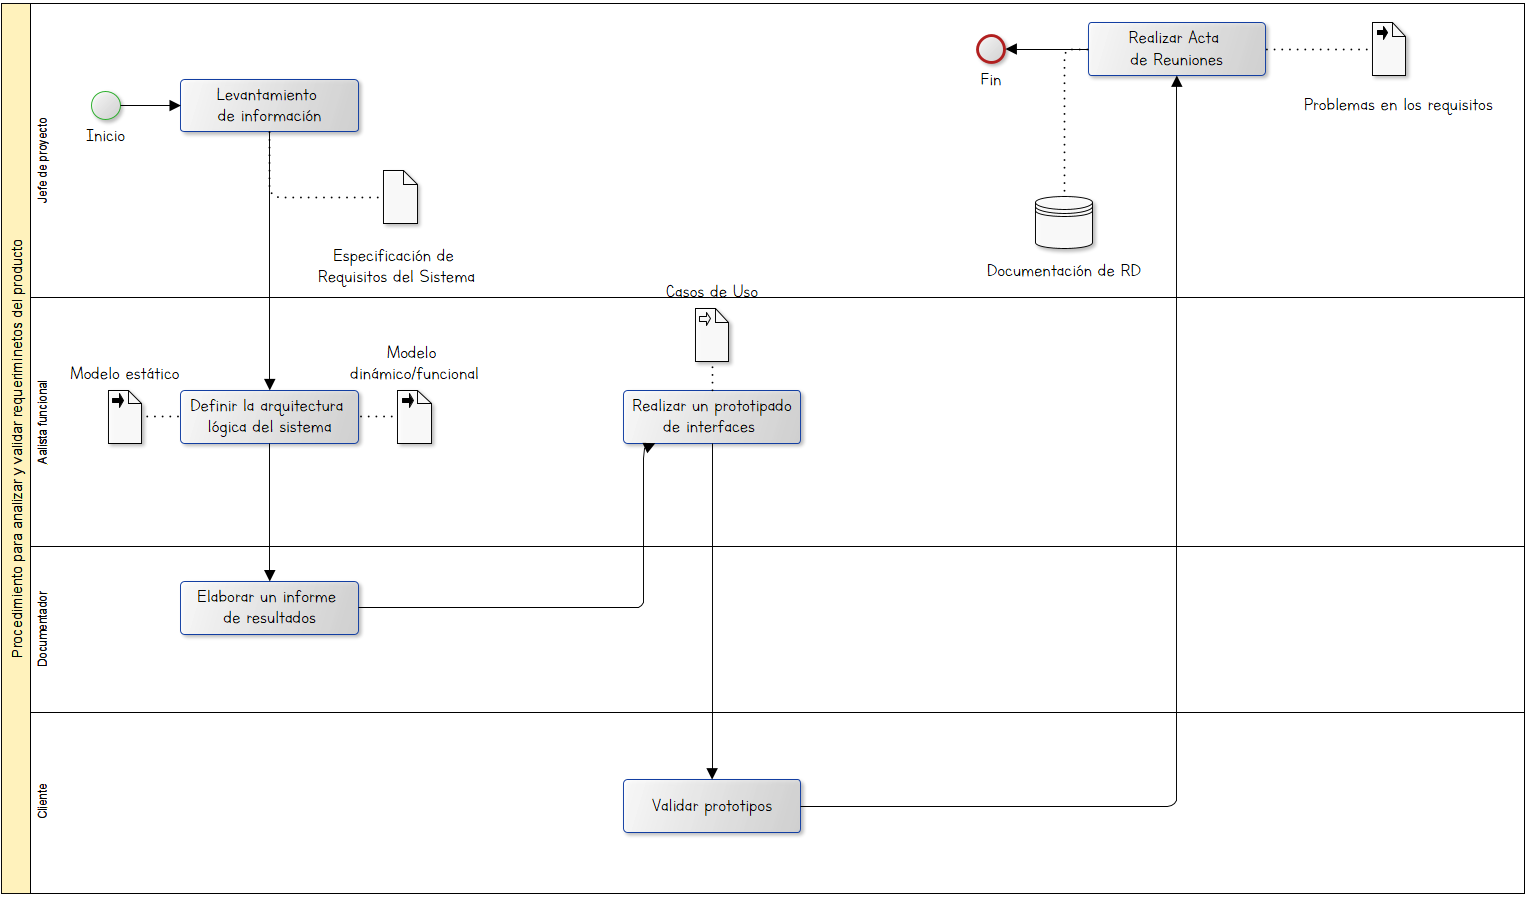 Procedimiento para analizar y validar requeriminetos del producto
Jefe de proyecto
Inicio
Levantamiento
de información
Especificación de
Requisitos del Sistema
Fin
Realizar Acta
de Reuniones
Problemas en los requisitos
Documentación de RD
Aalista funcional
Modelo estático
Definir la arquitectura
lógica del sistema
Modelo
dinámico/funcional
Casos de Uso
Realizar un prototipado
de interfaces
Documentador
Elaborar un informe
de resultados
Cliente
Validar prototipos